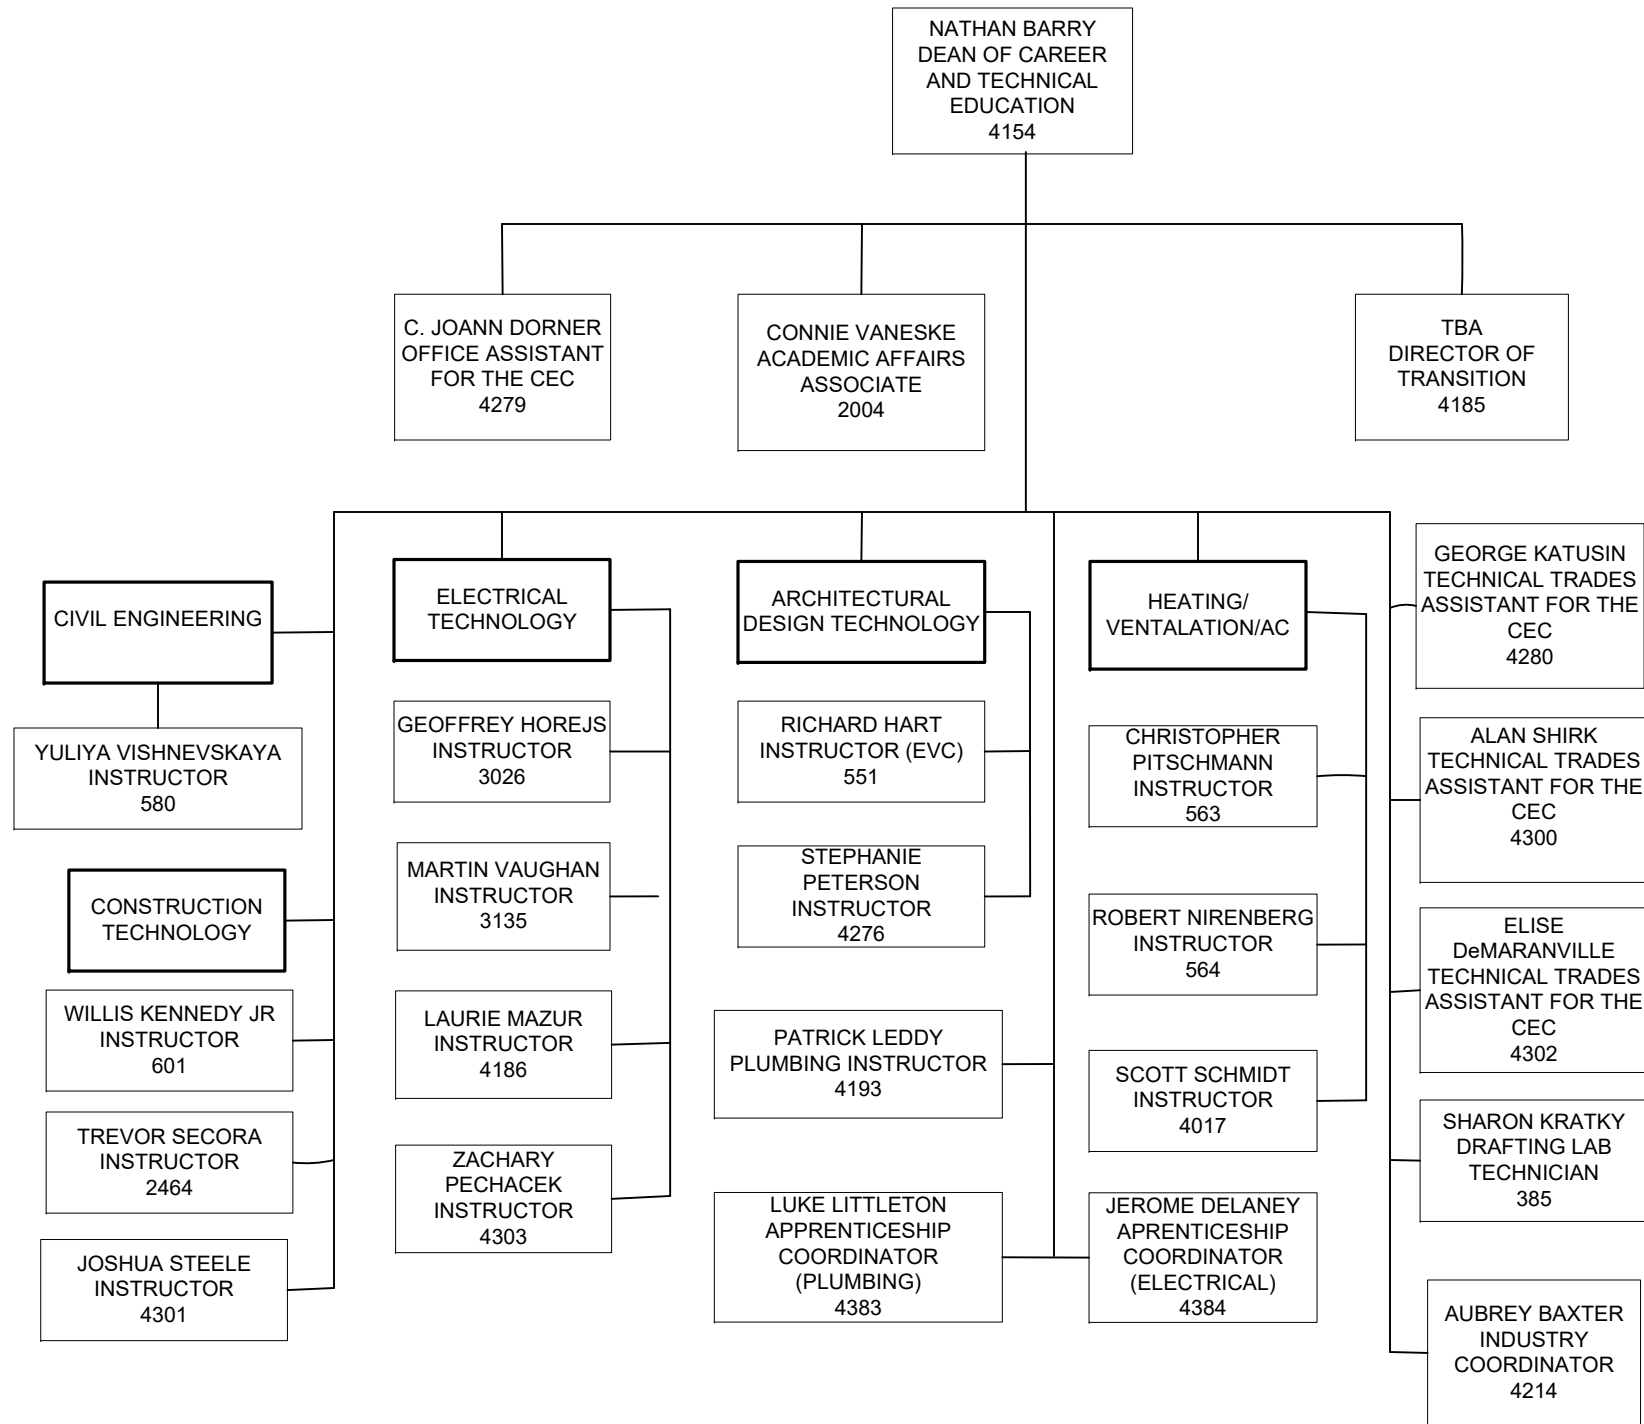 NATHAN BARRY
DEAN OF CAREER
AND TECHNICAL
EDUCATION
4154
C. JOANN DORNER
OFFICE ASSISTANT
FOR THE CEC
4279
CONNIE VANESKE
ACADEMIC AFFAIRS
ASSOCIATE
2004
TBA
DIRECTOR OF
TRANSITION
4185
CIVIL ENGINEERING
YULIYA VISHNEVSKAYA
INSTRUCTOR
580
CONSTRUCTION
TECHNOLOGY
WILLIS KENNEDY JR
INSTRUCTOR
601
TREVOR SECORA
INSTRUCTOR
2464
JOSHUA STEELE
INSTRUCTOR
4301
ELECTRICAL
TECHNOLOGY
GEOFFREY HOREJS
INSTRUCTOR
3026
MARTIN VAUGHAN
INSTRUCTOR
3135
LAURIE MAZUR
INSTRUCTOR
4186
ZACHARY
PECHACEK
INSTRUCTOR
4303
ARCHITECTURAL
DESIGN TECHNOLOGY
RICHARD HART
INSTRUCTOR (EVC)
551
STEPHANIE
PETERSON
INSTRUCTOR
4276
PATRICK LEDDY
PLUMBING INSTRUCTOR
4193
LUKE LITTLETON
APPRENTICESHIP
COORDINATOR
(PLUMBING)
4383
HEATING/
VENTALATION/AC
CHRISTOPHER
PITSCHMANN
INSTRUCTOR
563
ROBERT NIRENBERG
INSTRUCTOR
564
SCOTT SCHMIDT
INSTRUCTOR
4017
JEROME DELANEY
APRENTICESHIP
COORDINATOR
(ELECTRICAL)
4384
GEORGE KATUSIN
TECHNICAL TRADES
ASSISTANT FOR THE
CEC
4280
ALAN SHIRK
TECHNICAL TRADES
ASSISTANT FOR THE
CEC
4300
ELISE
DeMARANVILLE
TECHNICAL TRADES
ASSISTANT FOR THE
CEC
4302
SHARON KRATKY
DRAFTING LAB
TECHNICIAN
385
AUBREY BAXTER
INDUSTRY
COORDINATOR
4214